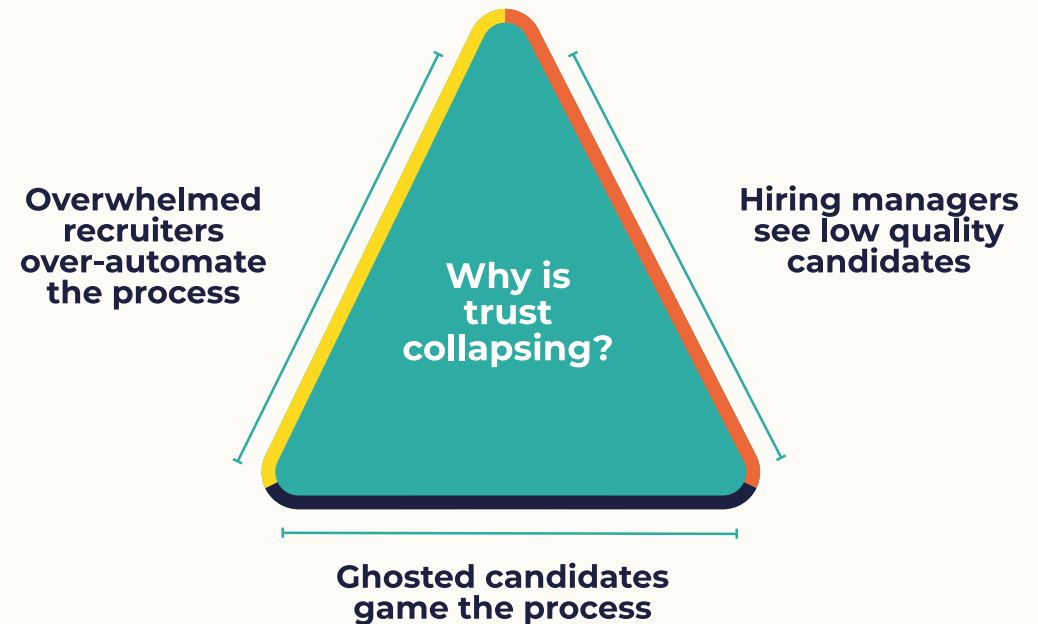 Overwhelmed
recruiters
over-automate
the process
Why is
trust
collapsing?
Hiring managers
see low quality
candidates
Ghosted candidates
game the process